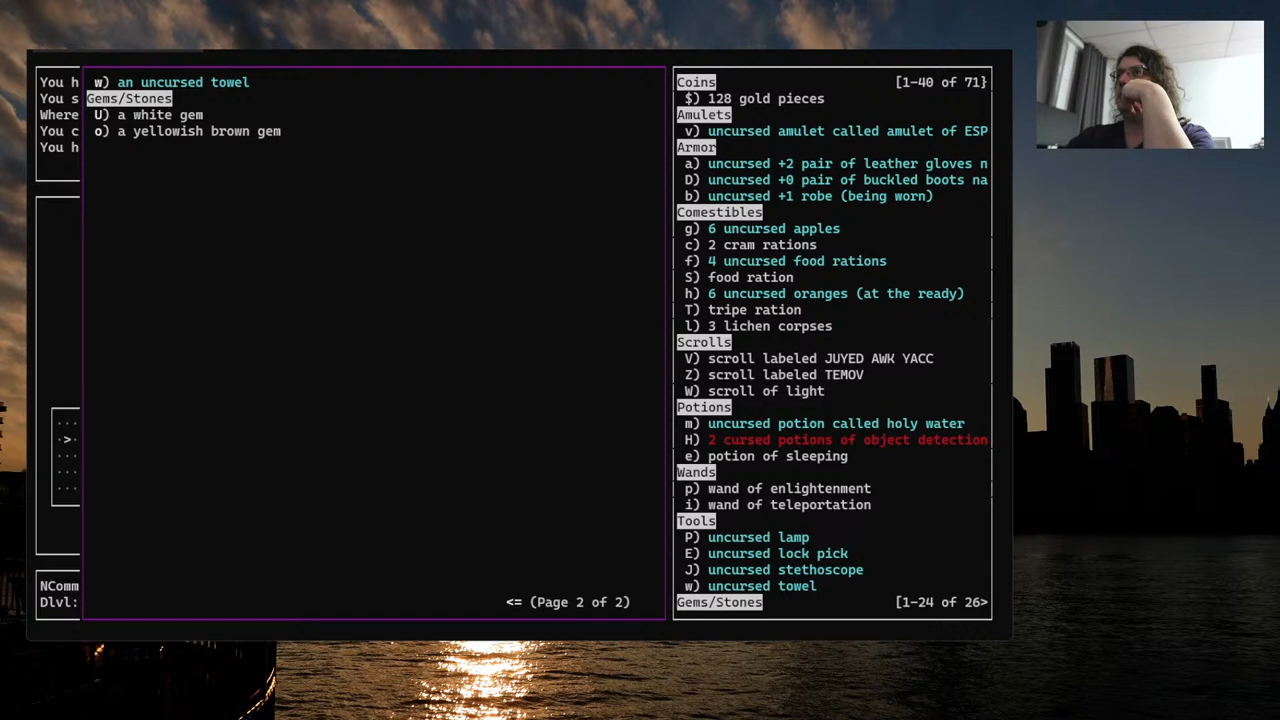 You h
You s
Where
You c
You h
w) an uncursed towel
Gems/Stones
U) a white gem
o) a yellowish brown gem
···
·>·
···
···
···
NComm
Dlvl:
<= (Page 2 of 2)
Coins [1-40 of 71}
$) 128 gold pieces
Amulets
v) uncursed amulet called amulet of ESP
Armor
a) uncursed +2 pair of leather gloves n
D) uncursed +0 pair of buckled boots na
b) uncursed +1 robe (being worn)
Comestibles
g) 6 uncursed apples
c) 2 cram rations
f) 4 uncursed food rations
S) food ration
h) 6 uncursed oranges (at the ready)
T) tripe ration
l) 3 lichen corpses
Scrolls
V) scroll labeled JUYED AWK YACC
Z) scroll labeled TEMOV
W) scroll of light
Potions
m) uncursed potion called holy water
H) 2 cursed potions of object detection
e) potion of sleeping
Wands
p) wand of enlightenment
i) wand of teleportation
Tools
P) uncursed lamp
E) uncursed lock pick
J) uncursed stethoscope
w) uncursed towel
Gems/Stones [1-24 of 26>